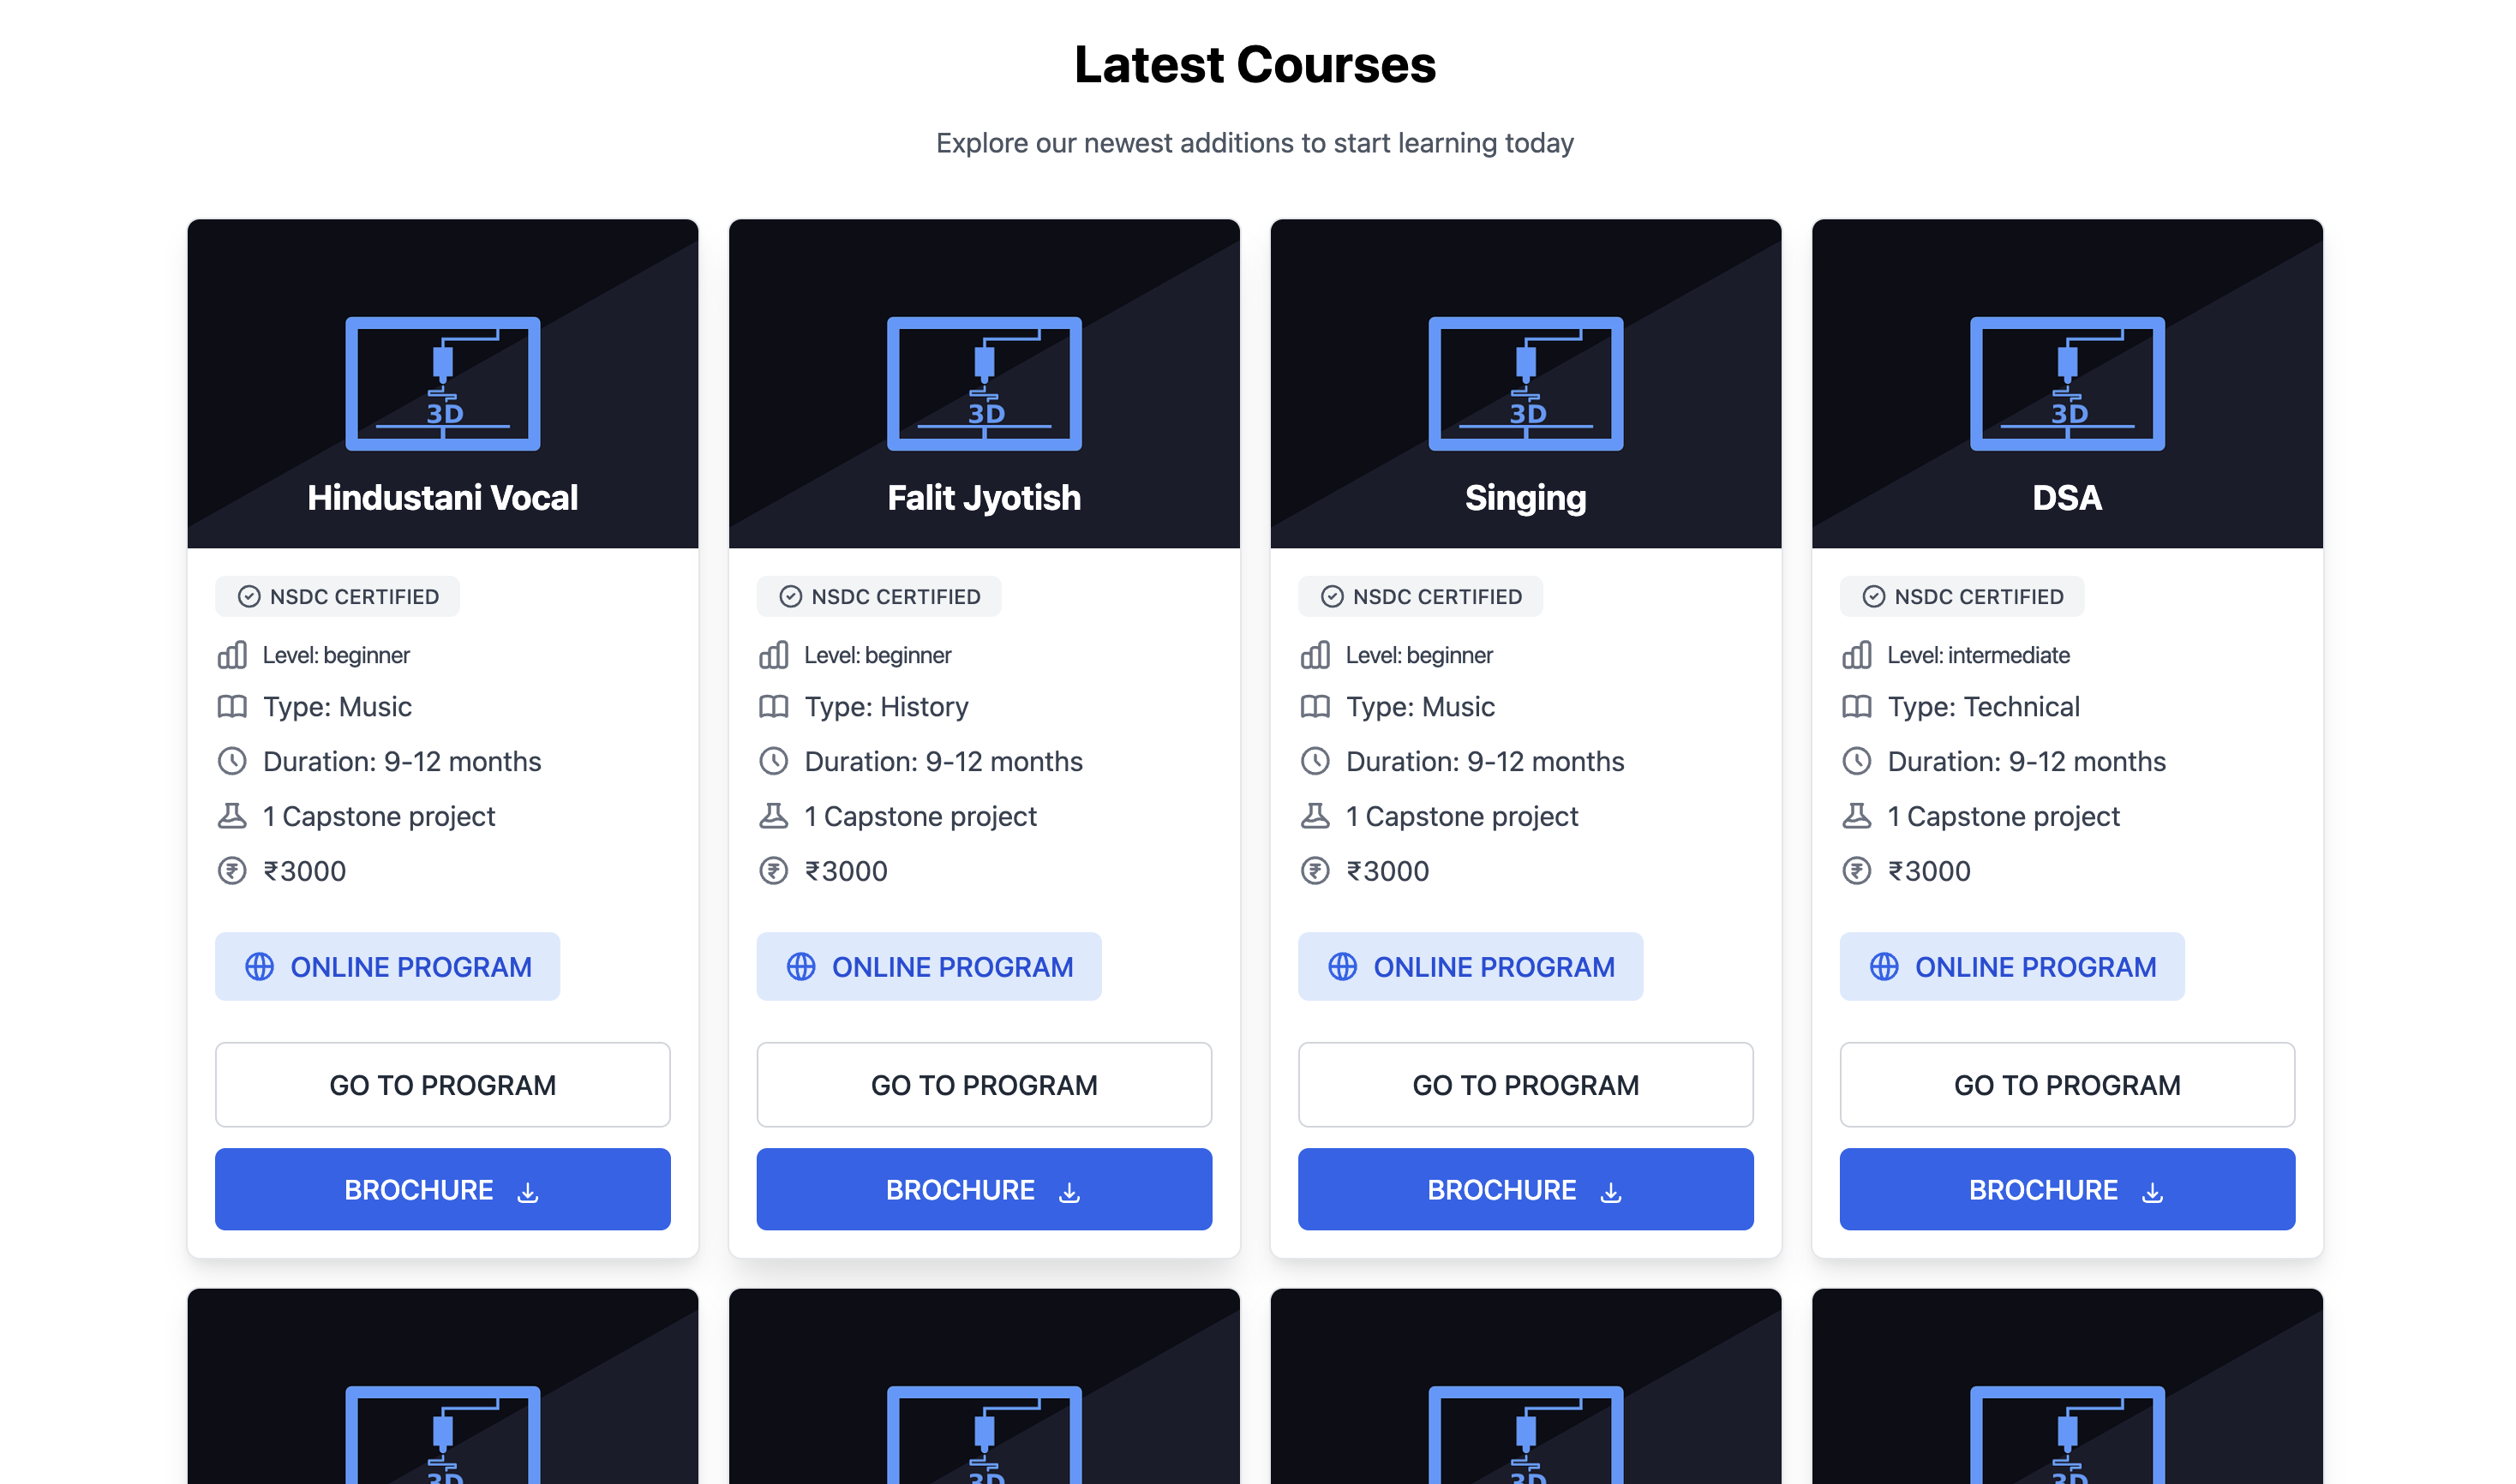 Latest Courses
Explore our newest additions to start learning today
3D
Hindustani Vocal
NSDC CERTIFIED
Level: beginner
Type: Music
Duration: 9-12 months
1 Capstone project
₹3000
ONLINE PROGRAM
GO TO PROGRAM
BROCHURE
3D
Falit Jyotish
NSDC CERTIFIED
Level: beginner
Type: History
Duration: 9-12 months
1 Capstone project
₹3000
ONLINE PROGRAM
GO TO PROGRAM
BROCHURE
3D
Singing
NSDC CERTIFIED
Level: beginner
Type: Music
Duration: 9-12 months
1 Capstone project
₹3000
ONLINE PROGRAM
GO TO PROGRAM
BROCHURE
3D
DSA
NSDC CERTIFIED
Level: intermediate
Type: Technical
Duration: 9-12 months
1 Capstone project
₹3000
ONLINE PROGRAM
GO TO PROGRAM
BROCHURE
3D
3D
3D
3D